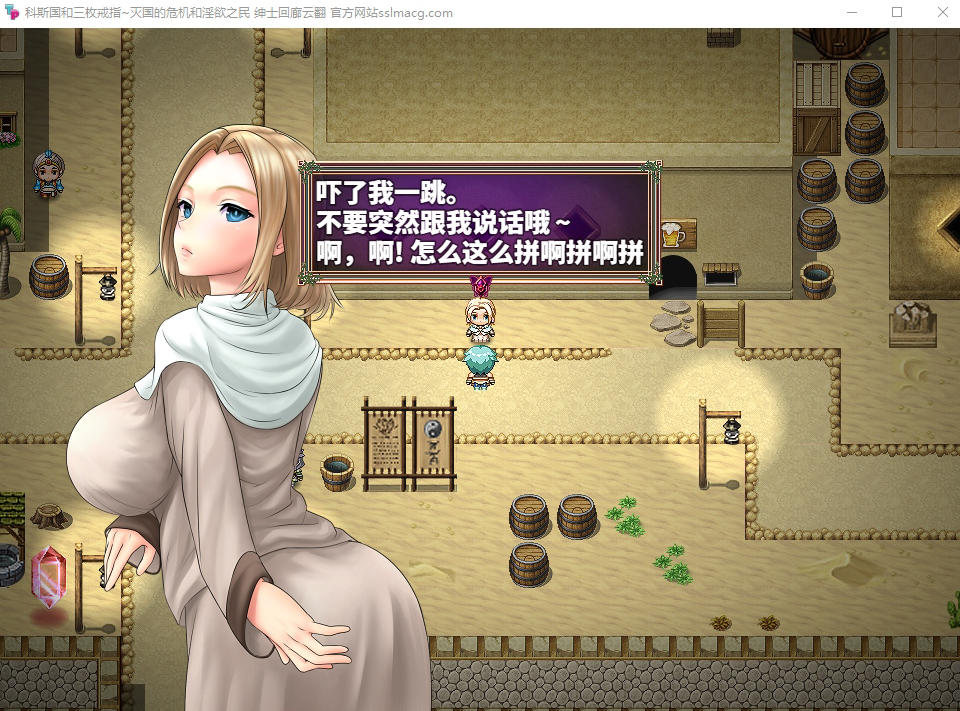 科斯国和三枚戒指~灭国的危机和淫欲之民 绅士回廊云翻 官方网站sslmacg.com
吓了我一跳。
不要突然跟我说话哦~
啊，啊! 怎么这么拼啊拼啊拼